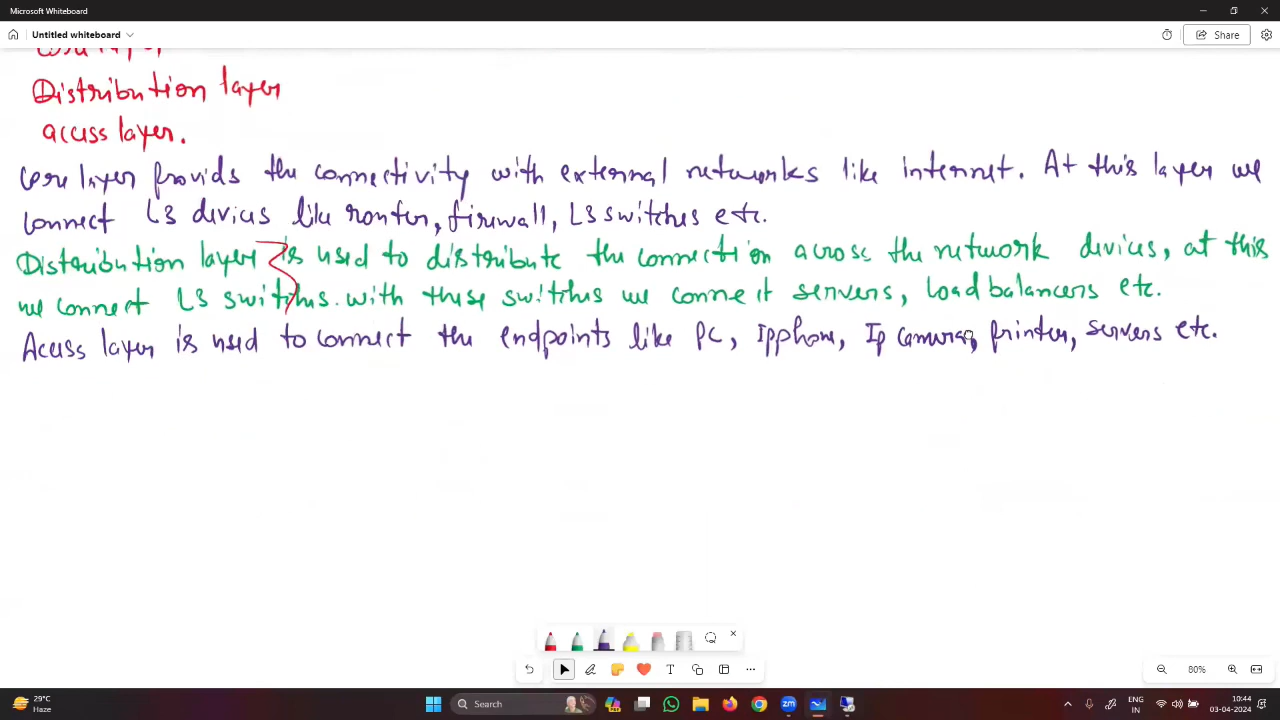 Microsoft Whiteboard
Untitled whiteboard
Share
Core layer
Distribution layer
access layer.
Core layer provids the connectivity with external networks like internet. At this layer we
connect L3 devices like router, firewall, L3 switches etc.
Distribution layer is used to distribute the connection across the network devices, at this
we connect L3 switches. with these switches we connect servers, load balancers etc.
Access layer is used to connect the endpoints like PC, Ipphone, Ip cameras, printer, servers etc.
80%
29°C
Haze
Search
ENG
IN
10:44
03-04-2024